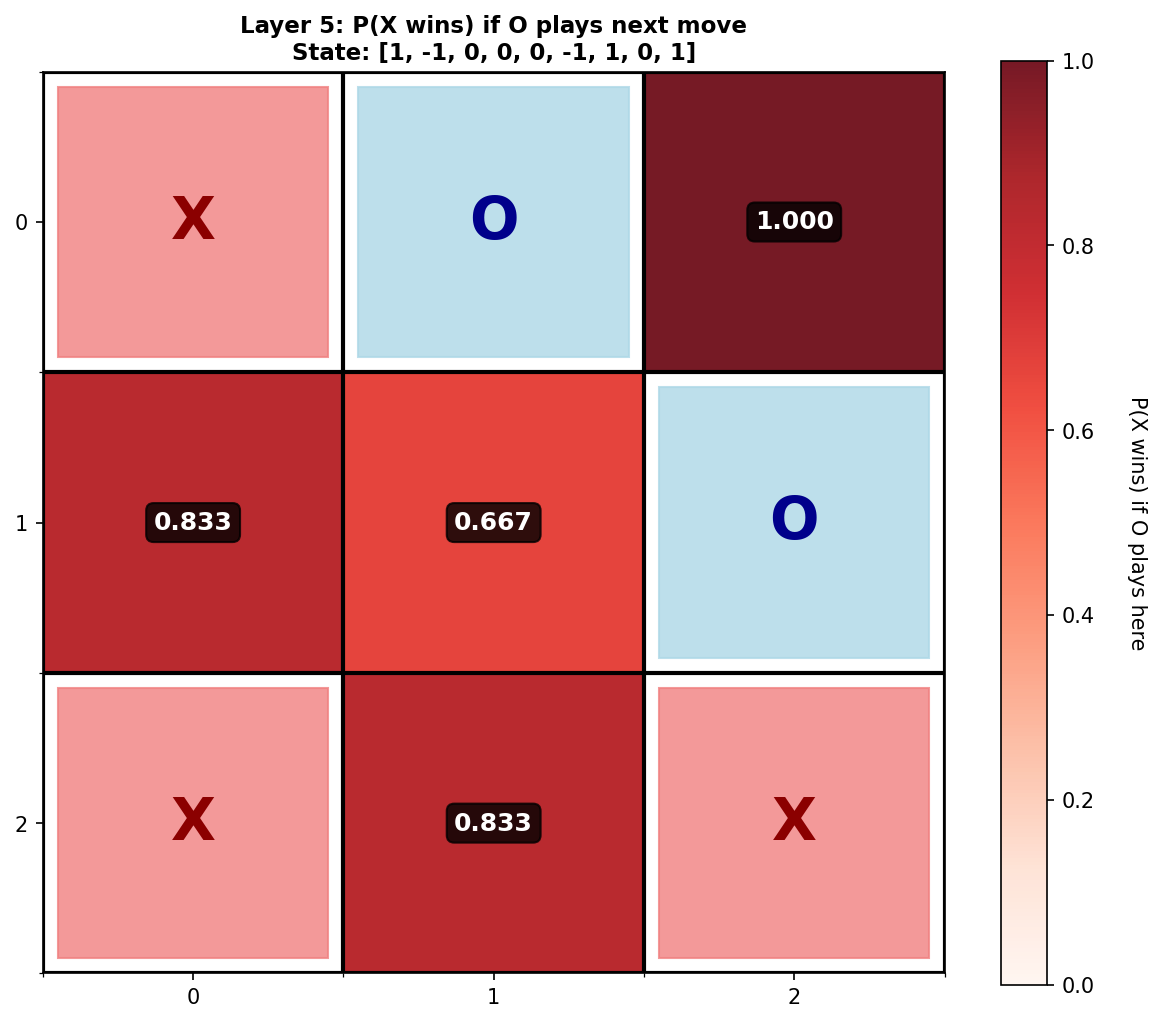 Layer 5: P(X wins) if O plays next move
State: [1, -1, 0, 0, 0, -1, 1, 0, 1]
0
X
O
1.000
1
0.833
0.667
O
2
X
0.833
X
0
1
2
1.0
0.8
0.6
0.4
0.2
0.0
P(X wins) if O plays here